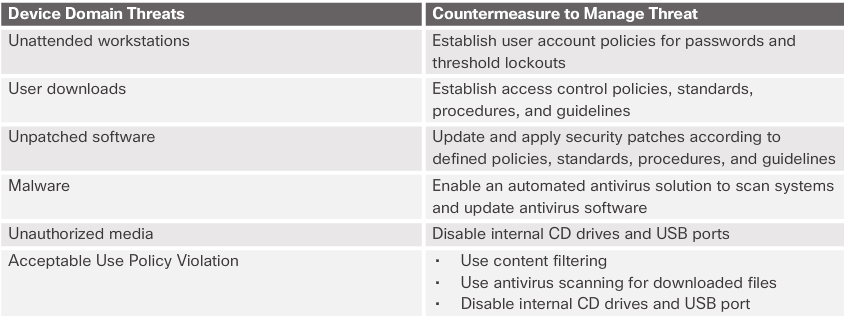 Device Domain Threats
Countermeasure to Manage Threat
Unattended workstations
Establish user account policies for passwords and
threshold lockouts
User downloads
Establish access control policies, standards,
procedures, and guidelines
Unpatched software
Update and apply security patches according to
defined policies, standards, procedures, and guidelines
Malware
Enable an automated antivirus solution to scan systems
and update antivirus software
Unauthorized media
Disable internal CD drives and USB ports
Acceptable Use Policy Violation
• Use content filtering
• Use antivirus scanning for downloaded files
• Disable internal CD drives and USB port